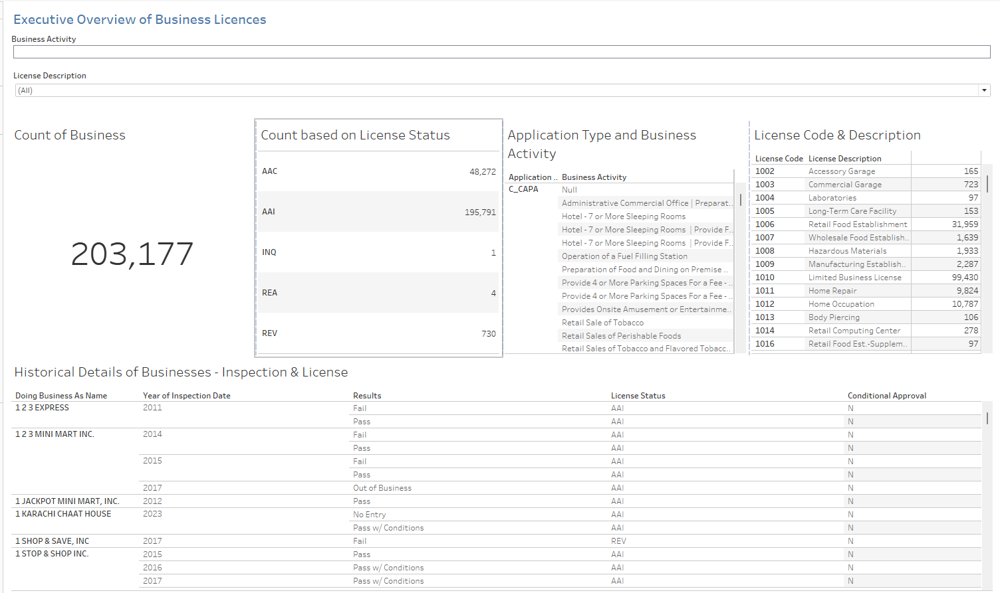 Executive Overview of Business Licences
Business Activity
License Description
(All)
Count of Business
203,177
Count based on License Status
AAC 48,272
AAI 195,791
INQ 1
REA 4
REV 730
Application Type and Business
Activity
Application .. Business Activity
C_CAPA Null
Administrative Commercial Office | Preparat..
Hotel - 7 or More Sleeping Rooms
Hotel - 7 or More Sleeping Rooms | Provide F..
Hotel - 7 or More Sleeping Rooms | Provide F..
Operation of a Fuel Filling Station
Preparation of Food and Dining on Premise ..
Provide 4 or More Parking Spaces For a Fee - ..
Provide 4 or More Parking Spaces For a Fee - ..
Provides Onsite Amusement or Entertainme..
Retail Sale of Tobacco
Retail Sales of Perishable Foods
Retail Sales of Tobacco and Flavored Tobacc..
License Code & Description
License Code License Description
1002 Accessory Garage 165
1003 Commercial Garage 723
1004 Laboratories 97
1005 Long-Term Care Facility 153
1006 Retail Food Establishment 31,959
1007 Wholesale Food Establish.. 1,639
1008 Hazardous Materials 1,933
1009 Manufacturing Establish.. 2,287
1010 Limited Business License 99,430
1011 Home Repair 9,824
1012 Home Occupation 10,787
1013 Body Piercing 106
1014 Retail Computing Center 278
1016 Retail Food Est.-Supplem.. 97
Historical Details of Businesses - Inspection & License
Doing Business As Name Year of Inspection Date Results License Status Conditional Approval
1 2 3 EXPRESS 2011 Fail AAI N
Pass AAI N
1 2 3 MINI MART INC. 2014 Fail AAI N
Pass AAI N
2015 Fail AAI N
Pass AAI N
2017 Out of Business AAI N
1 JACKPOT MINI MART, INC. 2012 Pass AAI N
1 KARACHI CHAAT HOUSE 2023 No Entry AAI N
Pass w/ Conditions AAI N
1 SHOP & SAVE, INC 2017 Fail REV N
1 STOP & SHOP INC. 2015 Pass AAI N
2016 Pass w/ Conditions AAI N
2017 Pass w/ Conditions AAI N